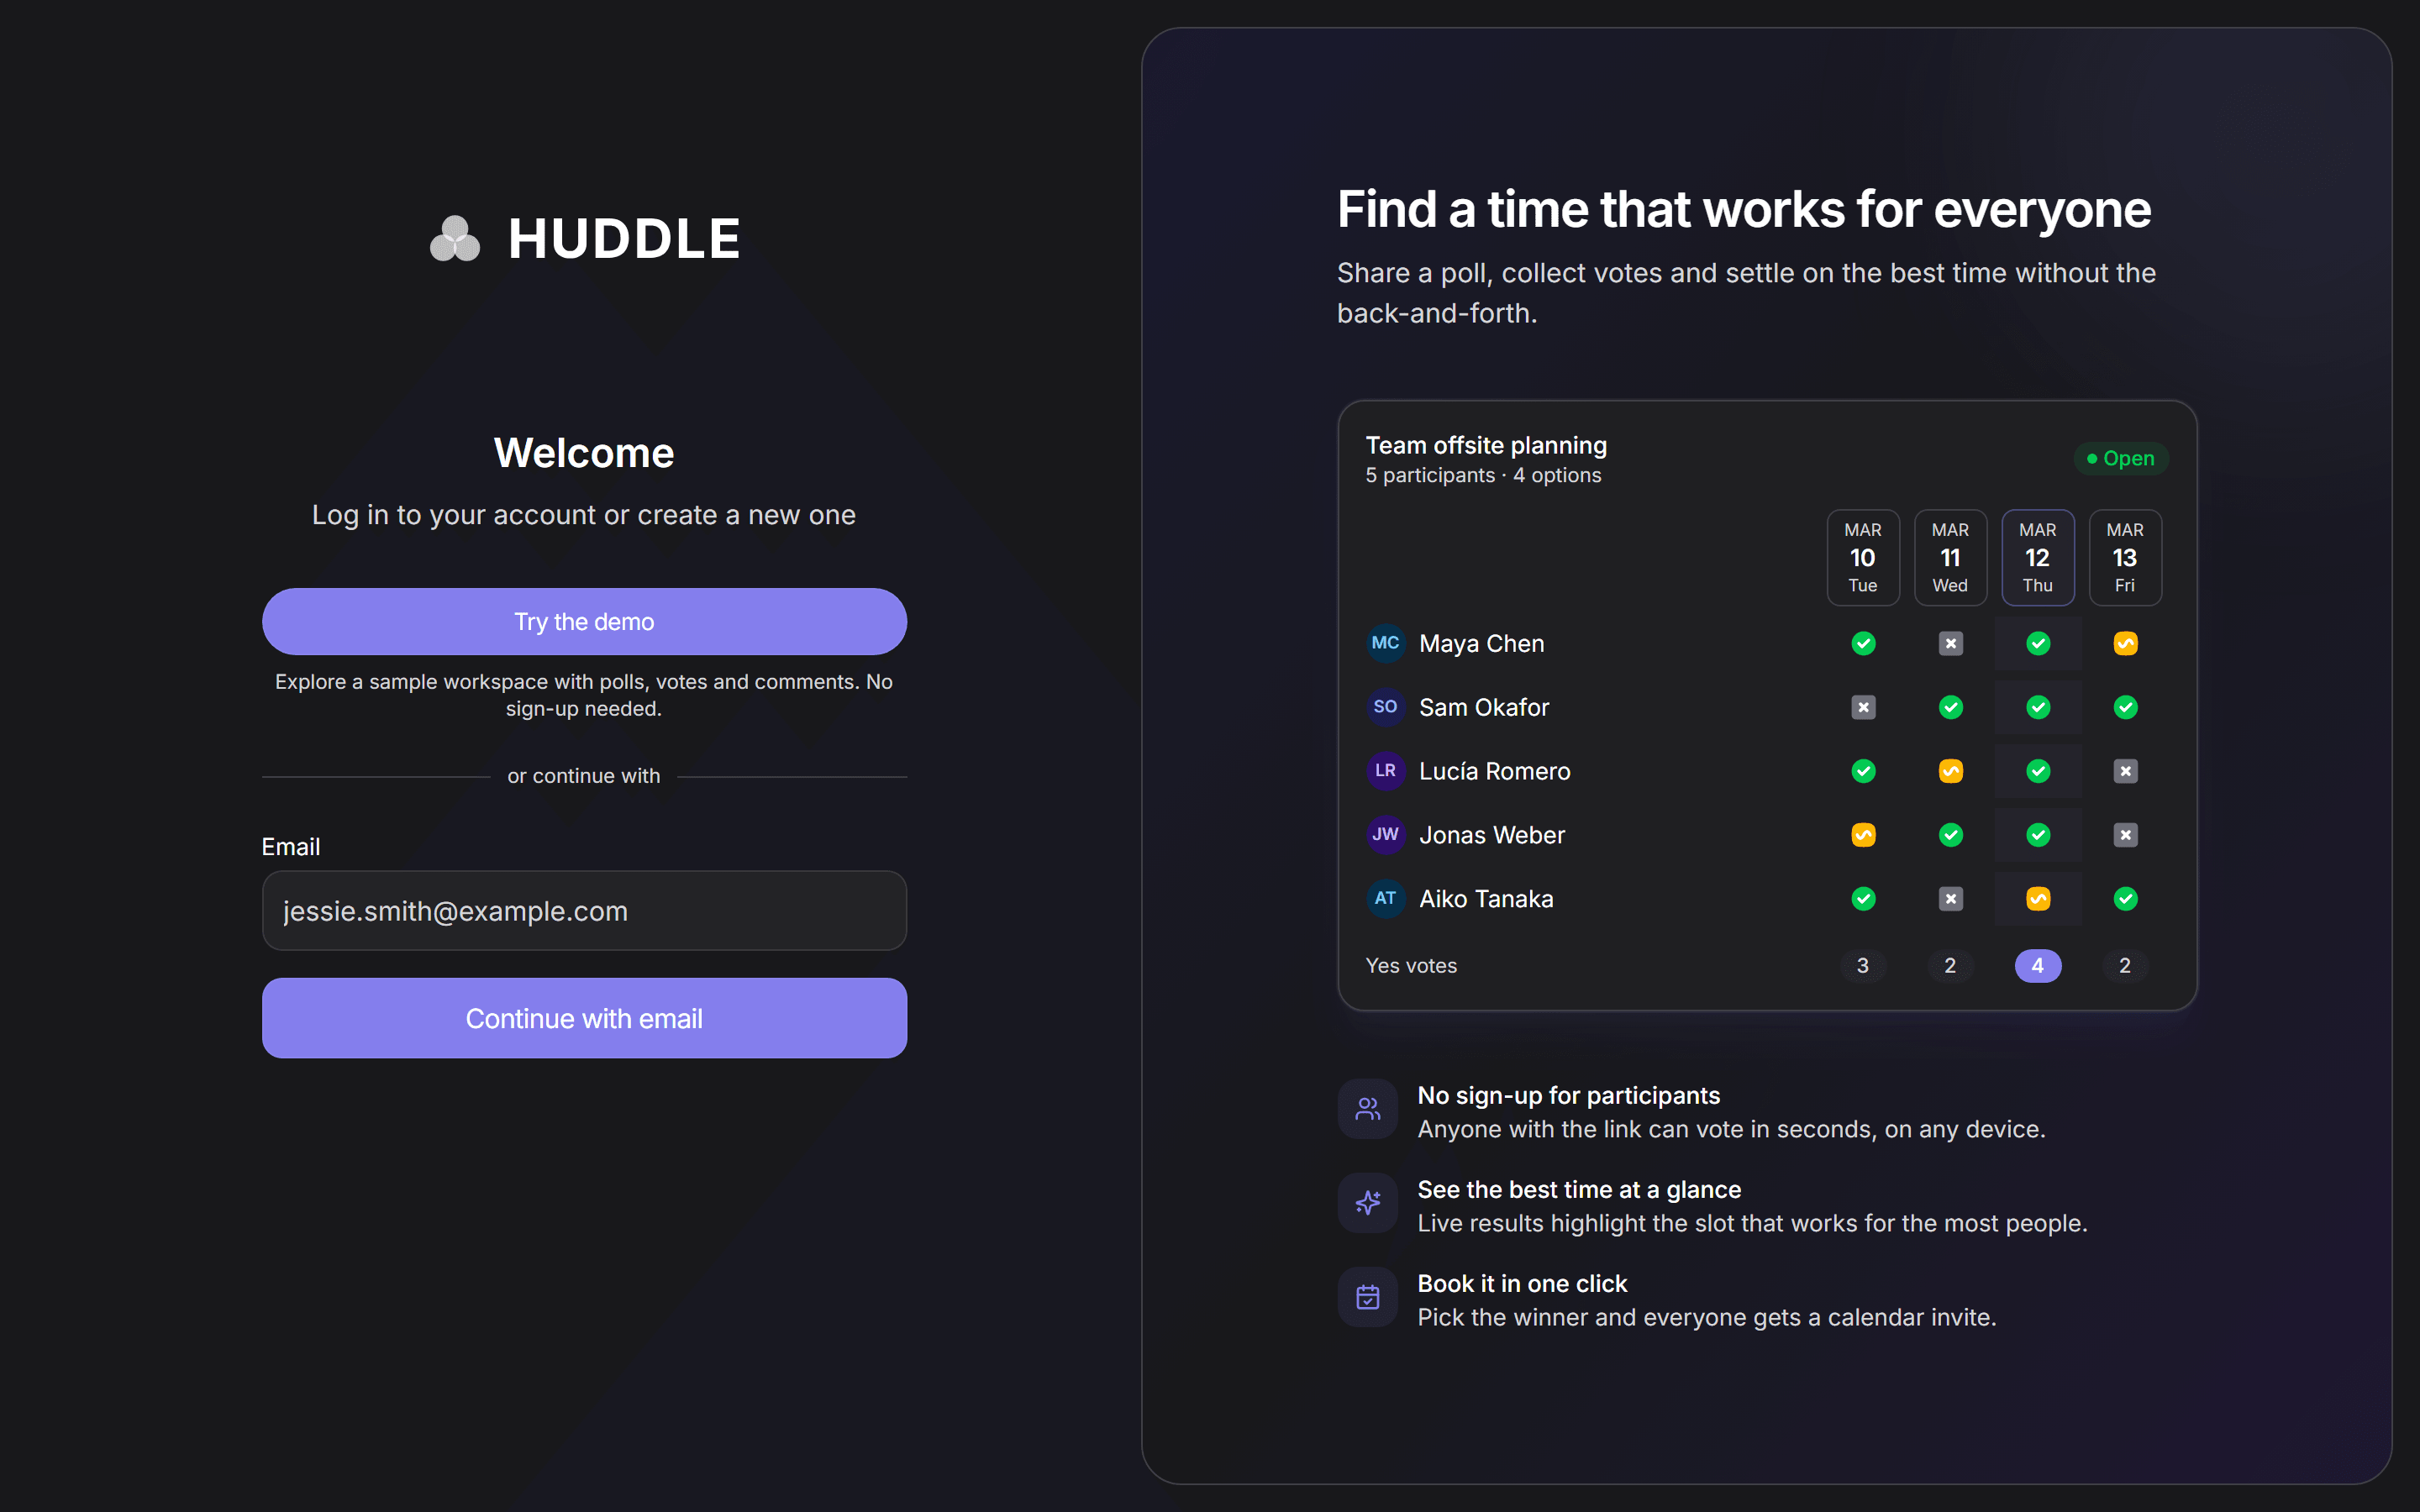 HUDDLE
Welcome
Log in to your account or create a new one
Try the demo
Explore a sample workspace with polls, votes and comments. No
sign-up needed.
or continue with
Email
jessie.smith@example.com
Continue with email
Find a time that works for everyone
Share a poll, collect votes and settle on the best time without the
back-and-forth.
Team offsite planning
5 participants · 4 options
Open
MAR MAR MAR MAR
10 11 12 13
Tue Wed Thu Fri
MC Maya Chen
SO Sam Okafor
LR Lucía Romero
JW Jonas Weber
AT Aiko Tanaka
Yes votes 3 2 4 2
No sign-up for participants
Anyone with the link can vote in seconds, on any device.
See the best time at a glance
Live results highlight the slot that works for the most people.
Book it in one click
Pick the winner and everyone gets a calendar invite.